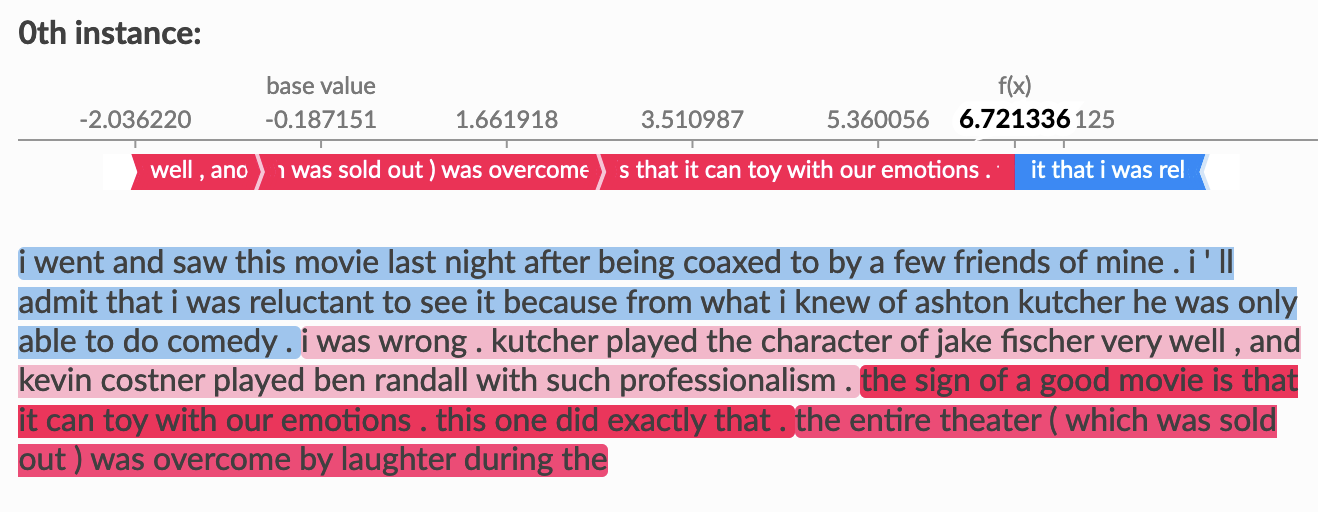 0th instance:
base value f(x)
-2.036220 -0.187151 1.661918 3.510987 5.360056 6.721336 125
well , and was sold out ) was overcome s that it can toy with our emotions . it that i was rel
i went and saw this movie last night after being coaxed to by a few friends of mine . i ' ll
admit that i was reluctant to see it because from what i knew of ashton kutcher he was only
able to do comedy . i was wrong . kutcher played the character of jake fischer very well , and
kevin costner played ben randall with such professionalism . the sign of a good movie is that
it can toy with our emotions . this one did exactly that . the entire theater ( which was sold
out ) was overcome by laughter during the